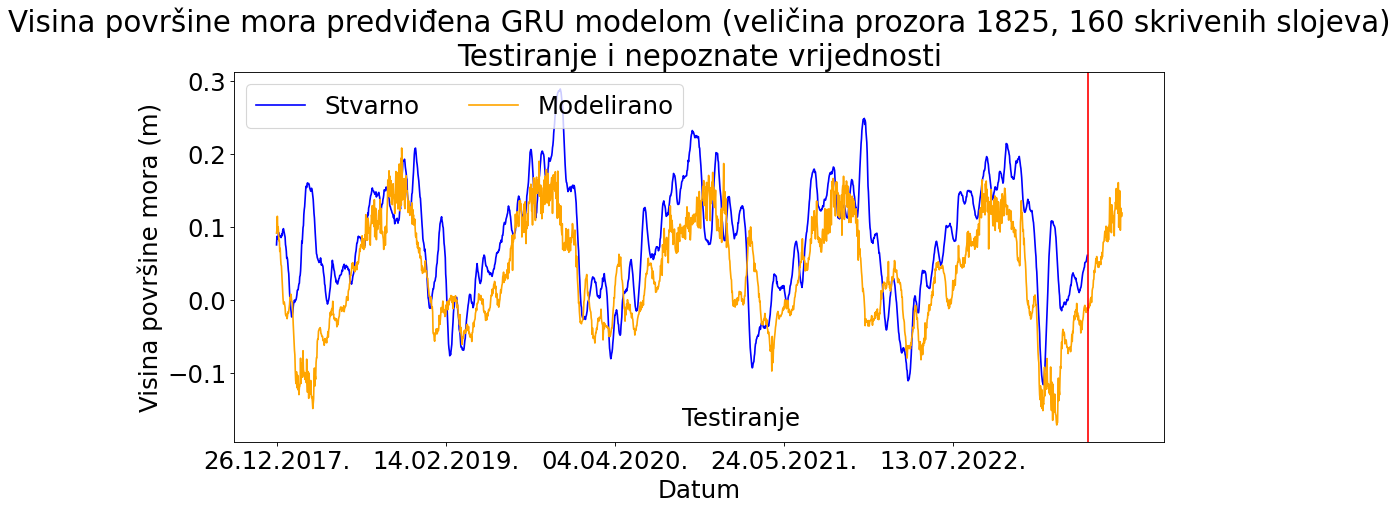 Visina površine mora predviđena GRU modelom (veličina prozora 1825, 160 skrivenih slojeva)
Testiranje i nepoznate vrijednosti
Stvarno
Modelirano
Visina površine mora (m)
0.3
0.2
0.1
0.0
−0.1
Testiranje
26.12.2017.
14.02.2019.
04.04.2020.
24.05.2021.
13.07.2022.
Datum